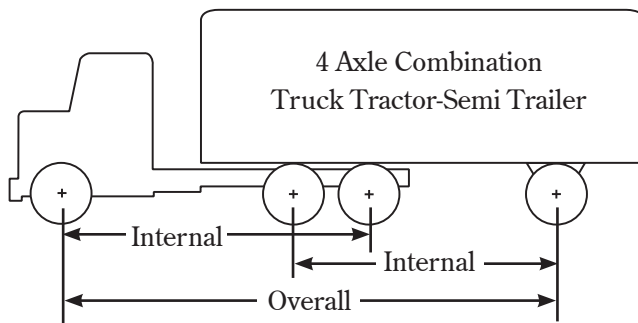 4 Axle Combination
Truck Tractor-Semi Trailer
Internal
Internal
Overall